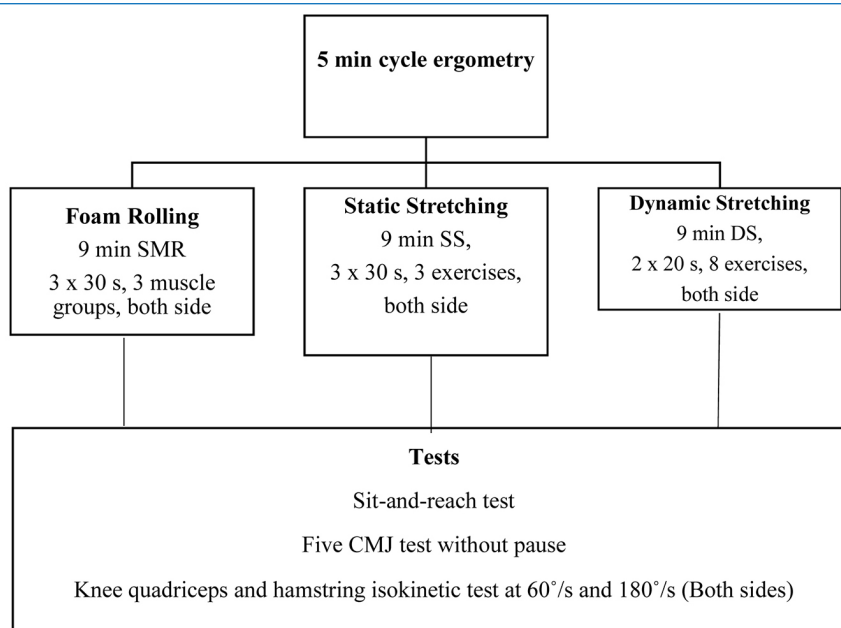 5 min cycle ergometry
Foam Rolling
9 min SMR
3 x 30 s, 3 muscle
groups, both side
Static Stretching
9 min SS,
3 x 30 s, 3 exercises,
both side
Dynamic Stretching
9 min DS,
2 x 20 s, 8 exercises,
both side
Tests
Sit-and-reach test
Five CMJ test without pause
Knee quadriceps and hamstring isokinetic test at 60˚/s and 180˚/s (Both sides)